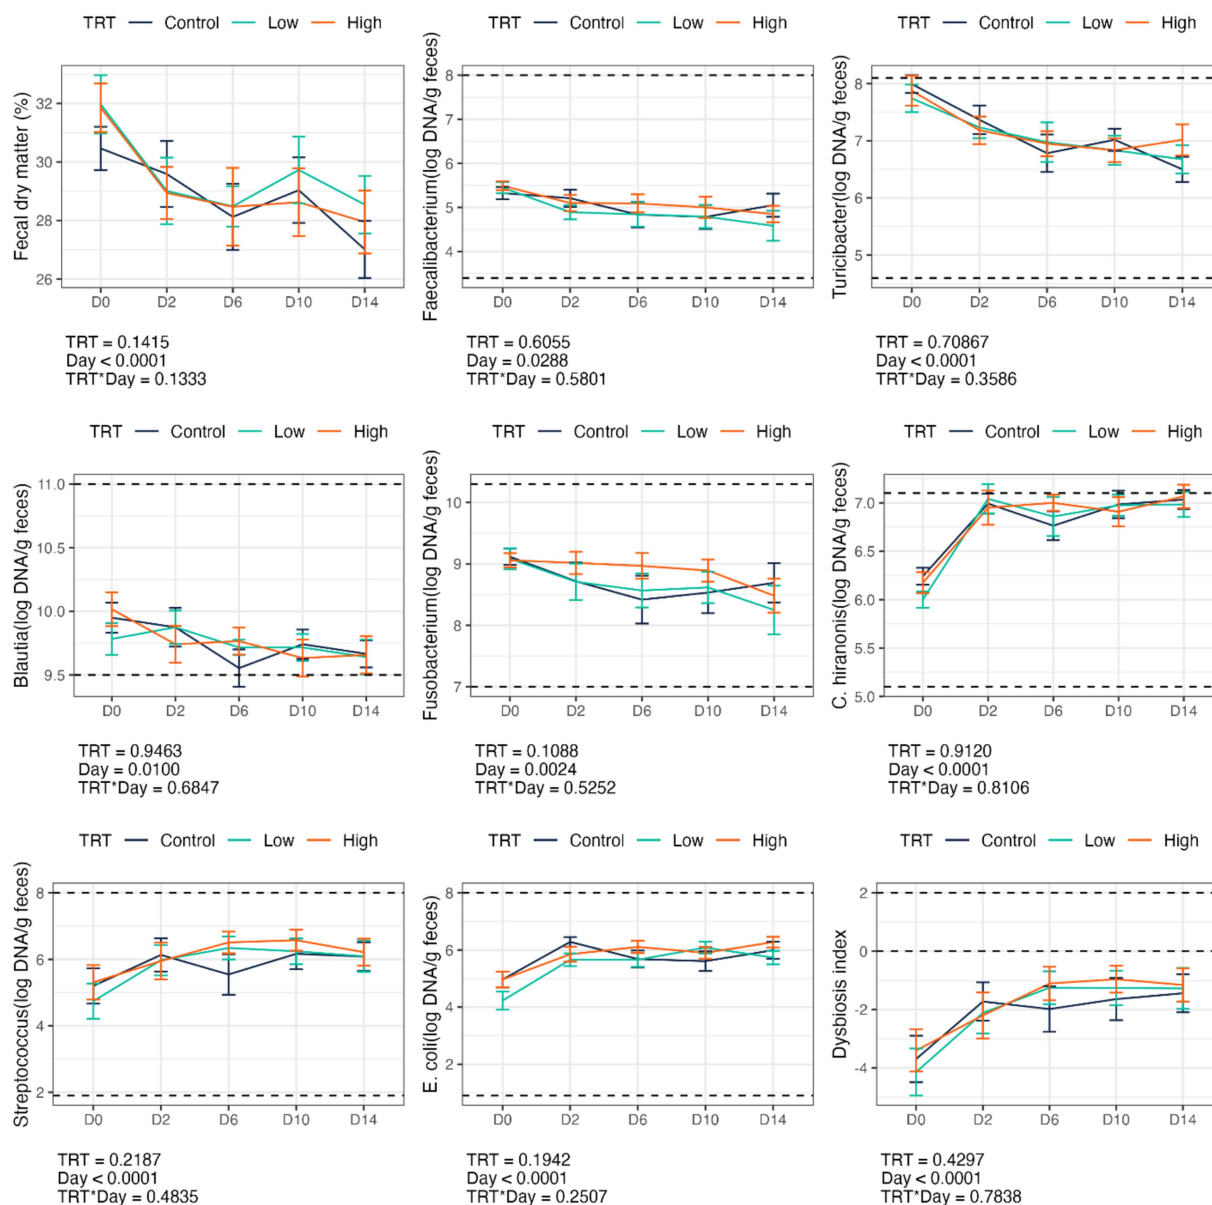 TRT Control Low High
TRT Control Low High
TRT Control Low High
Fecal dry matter (%)
32
30
28
26
D0 D2 D6 D10 D14
TRT = 0.1415
Day < 0.0001
TRT*Day = 0.1333
Faecalibacterium(log DNA/g feces)
8
7
6
5
4
D0 D2 D6 D10 D14
TRT = 0.6055
Day = 0.0288
TRT*Day = 0.5801
Turicibacter(log DNA/g feces)
8
7
6
5
D0 D2 D6 D10 D14
TRT = 0.70867
Day < 0.0001
TRT*Day = 0.3586
TRT Control Low High
TRT Control Low High
TRT Control Low High
Blautia(log DNA/g feces)
11.0
10.5
10.0
9.5
D0 D2 D6 D10 D14
TRT = 0.9463
Day = 0.0100
TRT*Day = 0.6847
Fusobacterium(log DNA/g feces)
10
9
8
7
D0 D2 D6 D10 D14
TRT = 0.1088
Day = 0.0024
TRT*Day = 0.5252
C. hiranonis(log DNA/g feces)
7.0
6.5
6.0
5.5
5.0
D0 D2 D6 D10 D14
TRT = 0.9120
Day < 0.0001
TRT*Day = 0.8106
TRT Control Low High
TRT Control Low High
TRT Control Low High
Streptococcus(log DNA/g feces)
8
6
4
2
D0 D2 D6 D10 D14
TRT = 0.2187
Day < 0.0001
TRT*Day = 0.4835
E. coli(log DNA/g feces)
8
6
4
2
D0 D2 D6 D10 D14
TRT = 0.1942
Day < 0.0001
TRT*Day = 0.2507
Dysbiosis index
2
0
-2
-4
D0 D2 D6 D10 D14
TRT = 0.4297
Day < 0.0001
TRT*Day = 0.7838